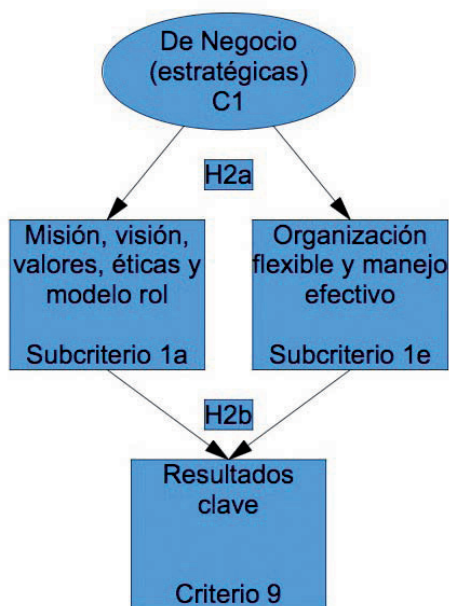 De Negocio
(estratégicas)
C1
H2a
Misión, visión,
valores, éticas y
modelo rol
Subcriterio 1a
Organización
flexible y manejo
efectivo
Subcriterio 1e
H2b
Resultados
clave
Criterio 9